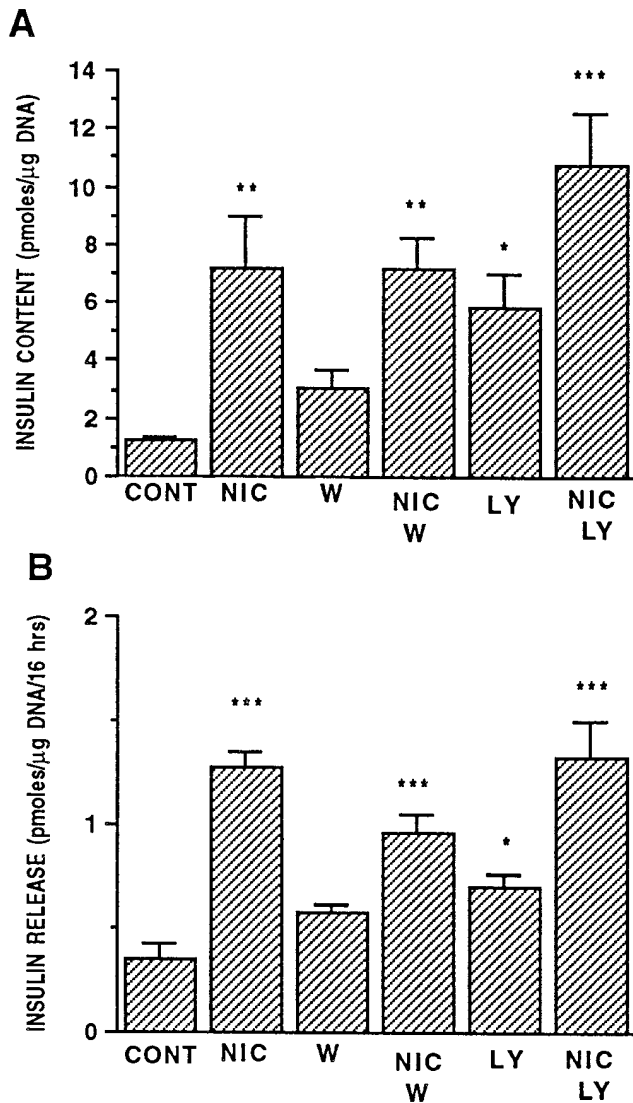 A
INSULIN CONTENT (pmoles/μg DNA)
14
12
10
8
6
4
2
0
** ** * ***
CONT NIC W NIC LY NIC
W LY
B
INSULIN RELEASE (pmoles/μg DNA/16 hrs)
2
1
0
*** *** * ***
CONT NIC W NIC LY NIC
W LY